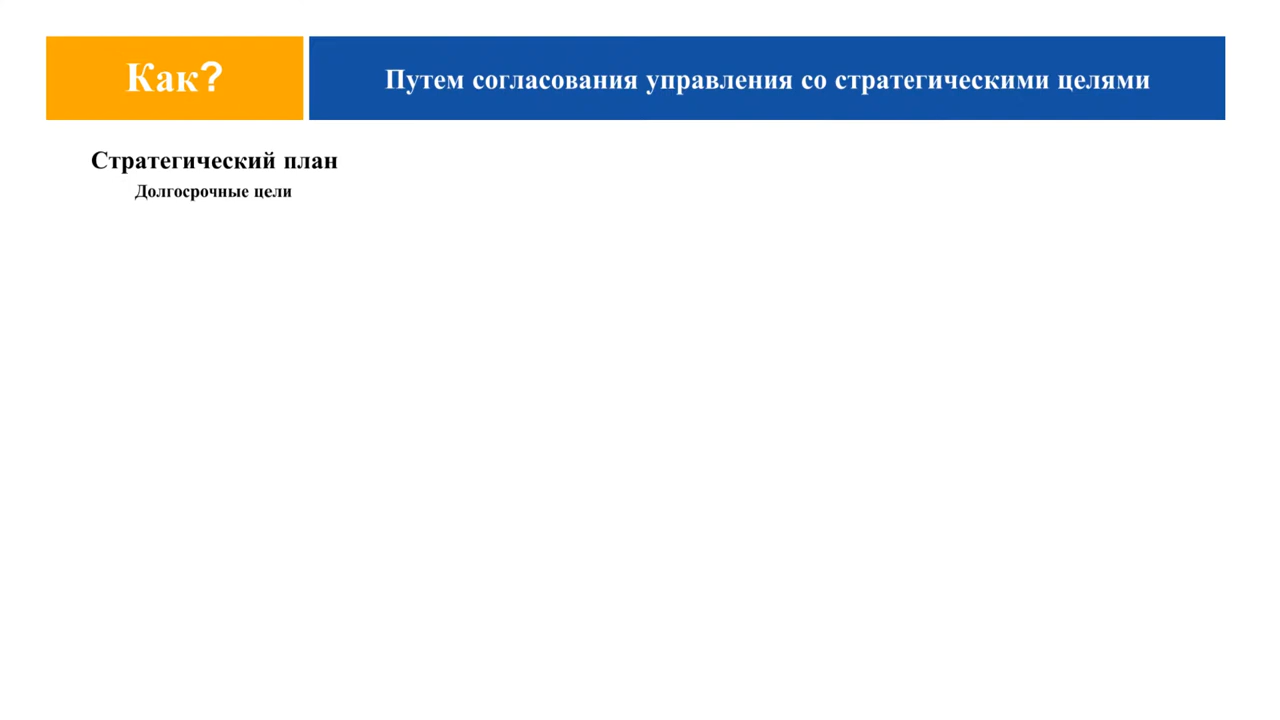 Как?
Путем согласования управления со стратегическими целями
Стратегический план
Долгосрочные цели